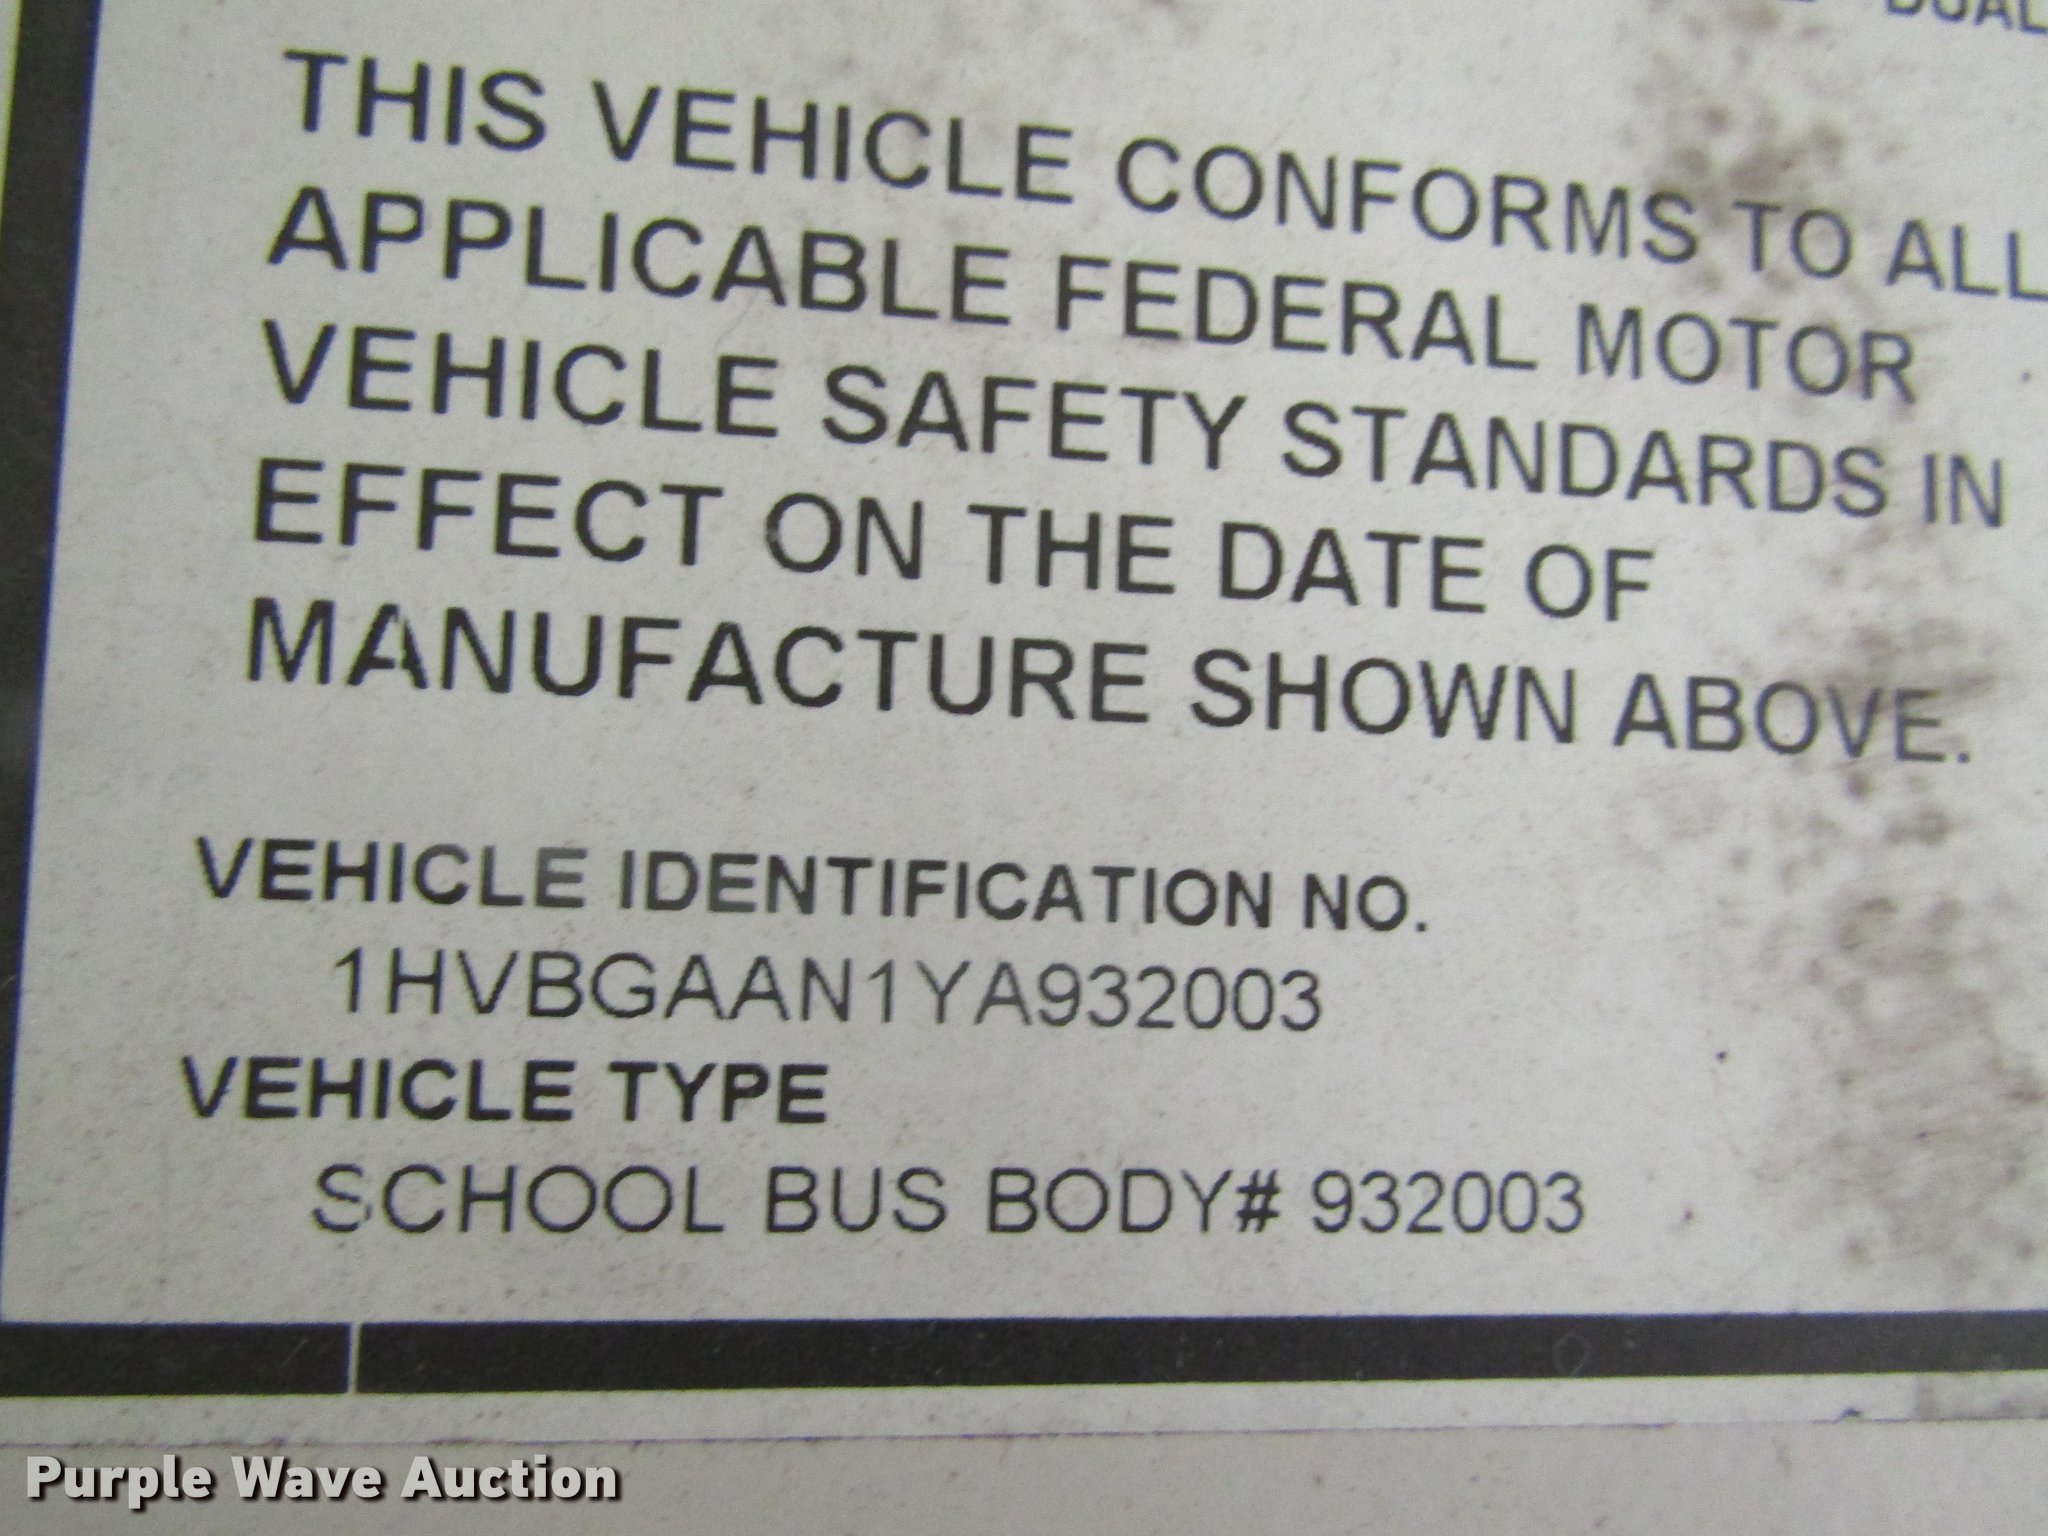 DUAL
THIS VEHICLE CONFORMS TO ALL
APPLICABLE FEDERAL MOTOR
VEHICLE SAFETY STANDARDS IN
EFFECT ON THE DATE OF
MANUFACTURE SHOWN ABOVE.
VEHICLE IDENTIFICATION NO.
1HVBGAAN1YA932003
VEHICLE TYPE
SCHOOL BUS BODY# 932003
Purple Wave Auction